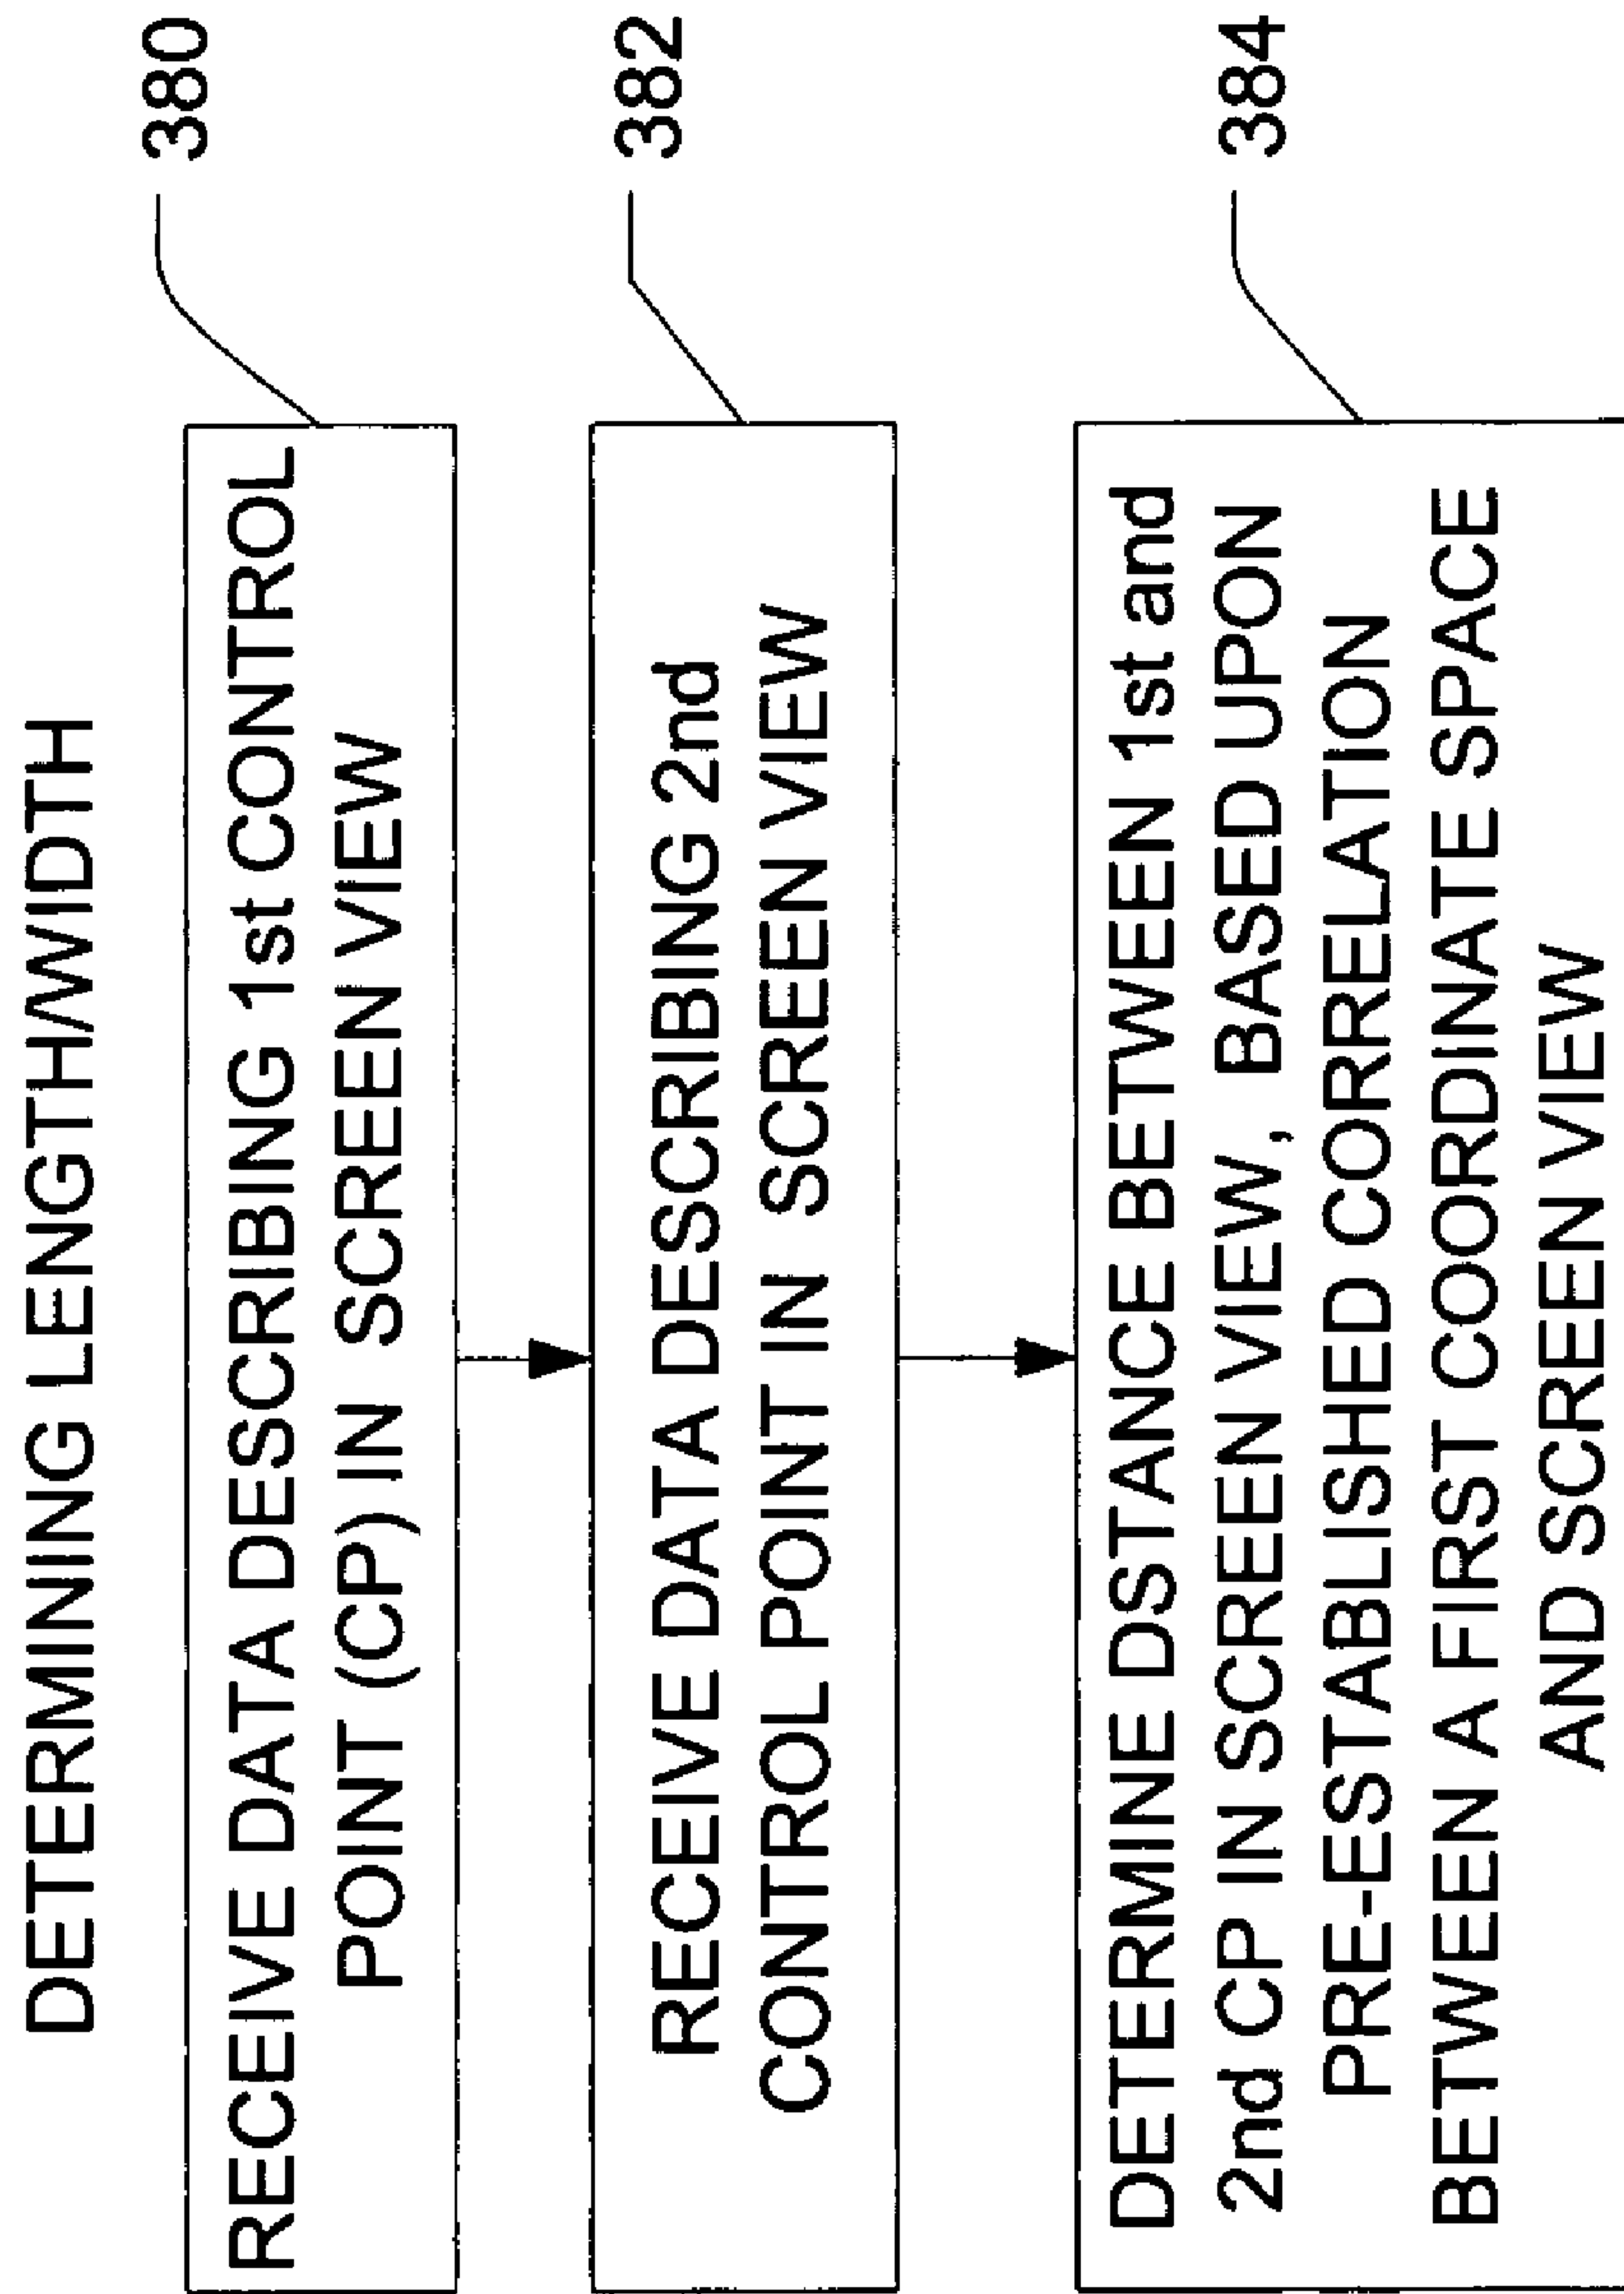 DETERMINING LENGTH/WIDTH
RECEIVE DATA DESCRIBING 1st CONTROL
POINT (CP) IN SCREEN VIEW
380
RECEIVE DATA DESCRIBING 2nd
CONTROL POINT IN SCREEN VIEW
382
DETERMINE DSTANCE BETWEEN 1st and
2nd CP IN SCREEN VIEW, BASED UPON
PRE-ESTABLISHED CORRELATION
BETWEEN A FIRST COORDINATE SPACE
AND SCREEN VIEW
384